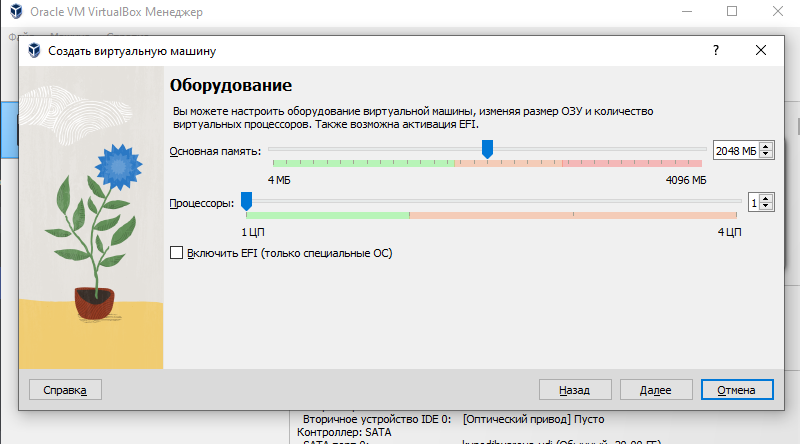 Oracle VM VirtualBox Менеджер
Создать виртуальную машину
Оборудование
Вы можете настроить оборудование виртуальной машины, изменяя размер ОЗУ и количество
виртуальных процессоров. Также возможна активация EFI.
Основная память:
2048 МБ
4 МБ
4096 МБ
Процессоры:
1
1 ЦП
4 ЦП
Включить EFI (только специальные ОС)
Справка
Назад
Далее
Отмена
Вторичное устройство IDE 0: [Оптический привод] Пусто
Контроллер: SATA